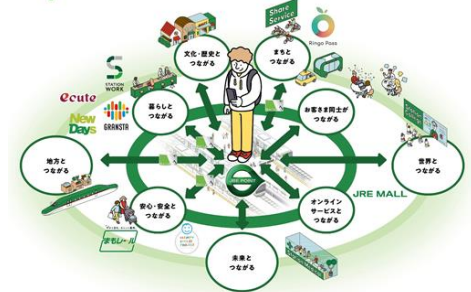 Share
Service
Ringo Pass
文化・歴史と
つながる
まちと
つながる
STATION
WORK
ecute
New
Days
GRANSTA
暮らしと
つながる
お客さま同士が
つながる
地方と
つながる
世界と
つながる
JRE POINT
JRE MALL
安心・安全と
つながる
オンライン
サービスと
つながる
まもレール
未来と
つながる